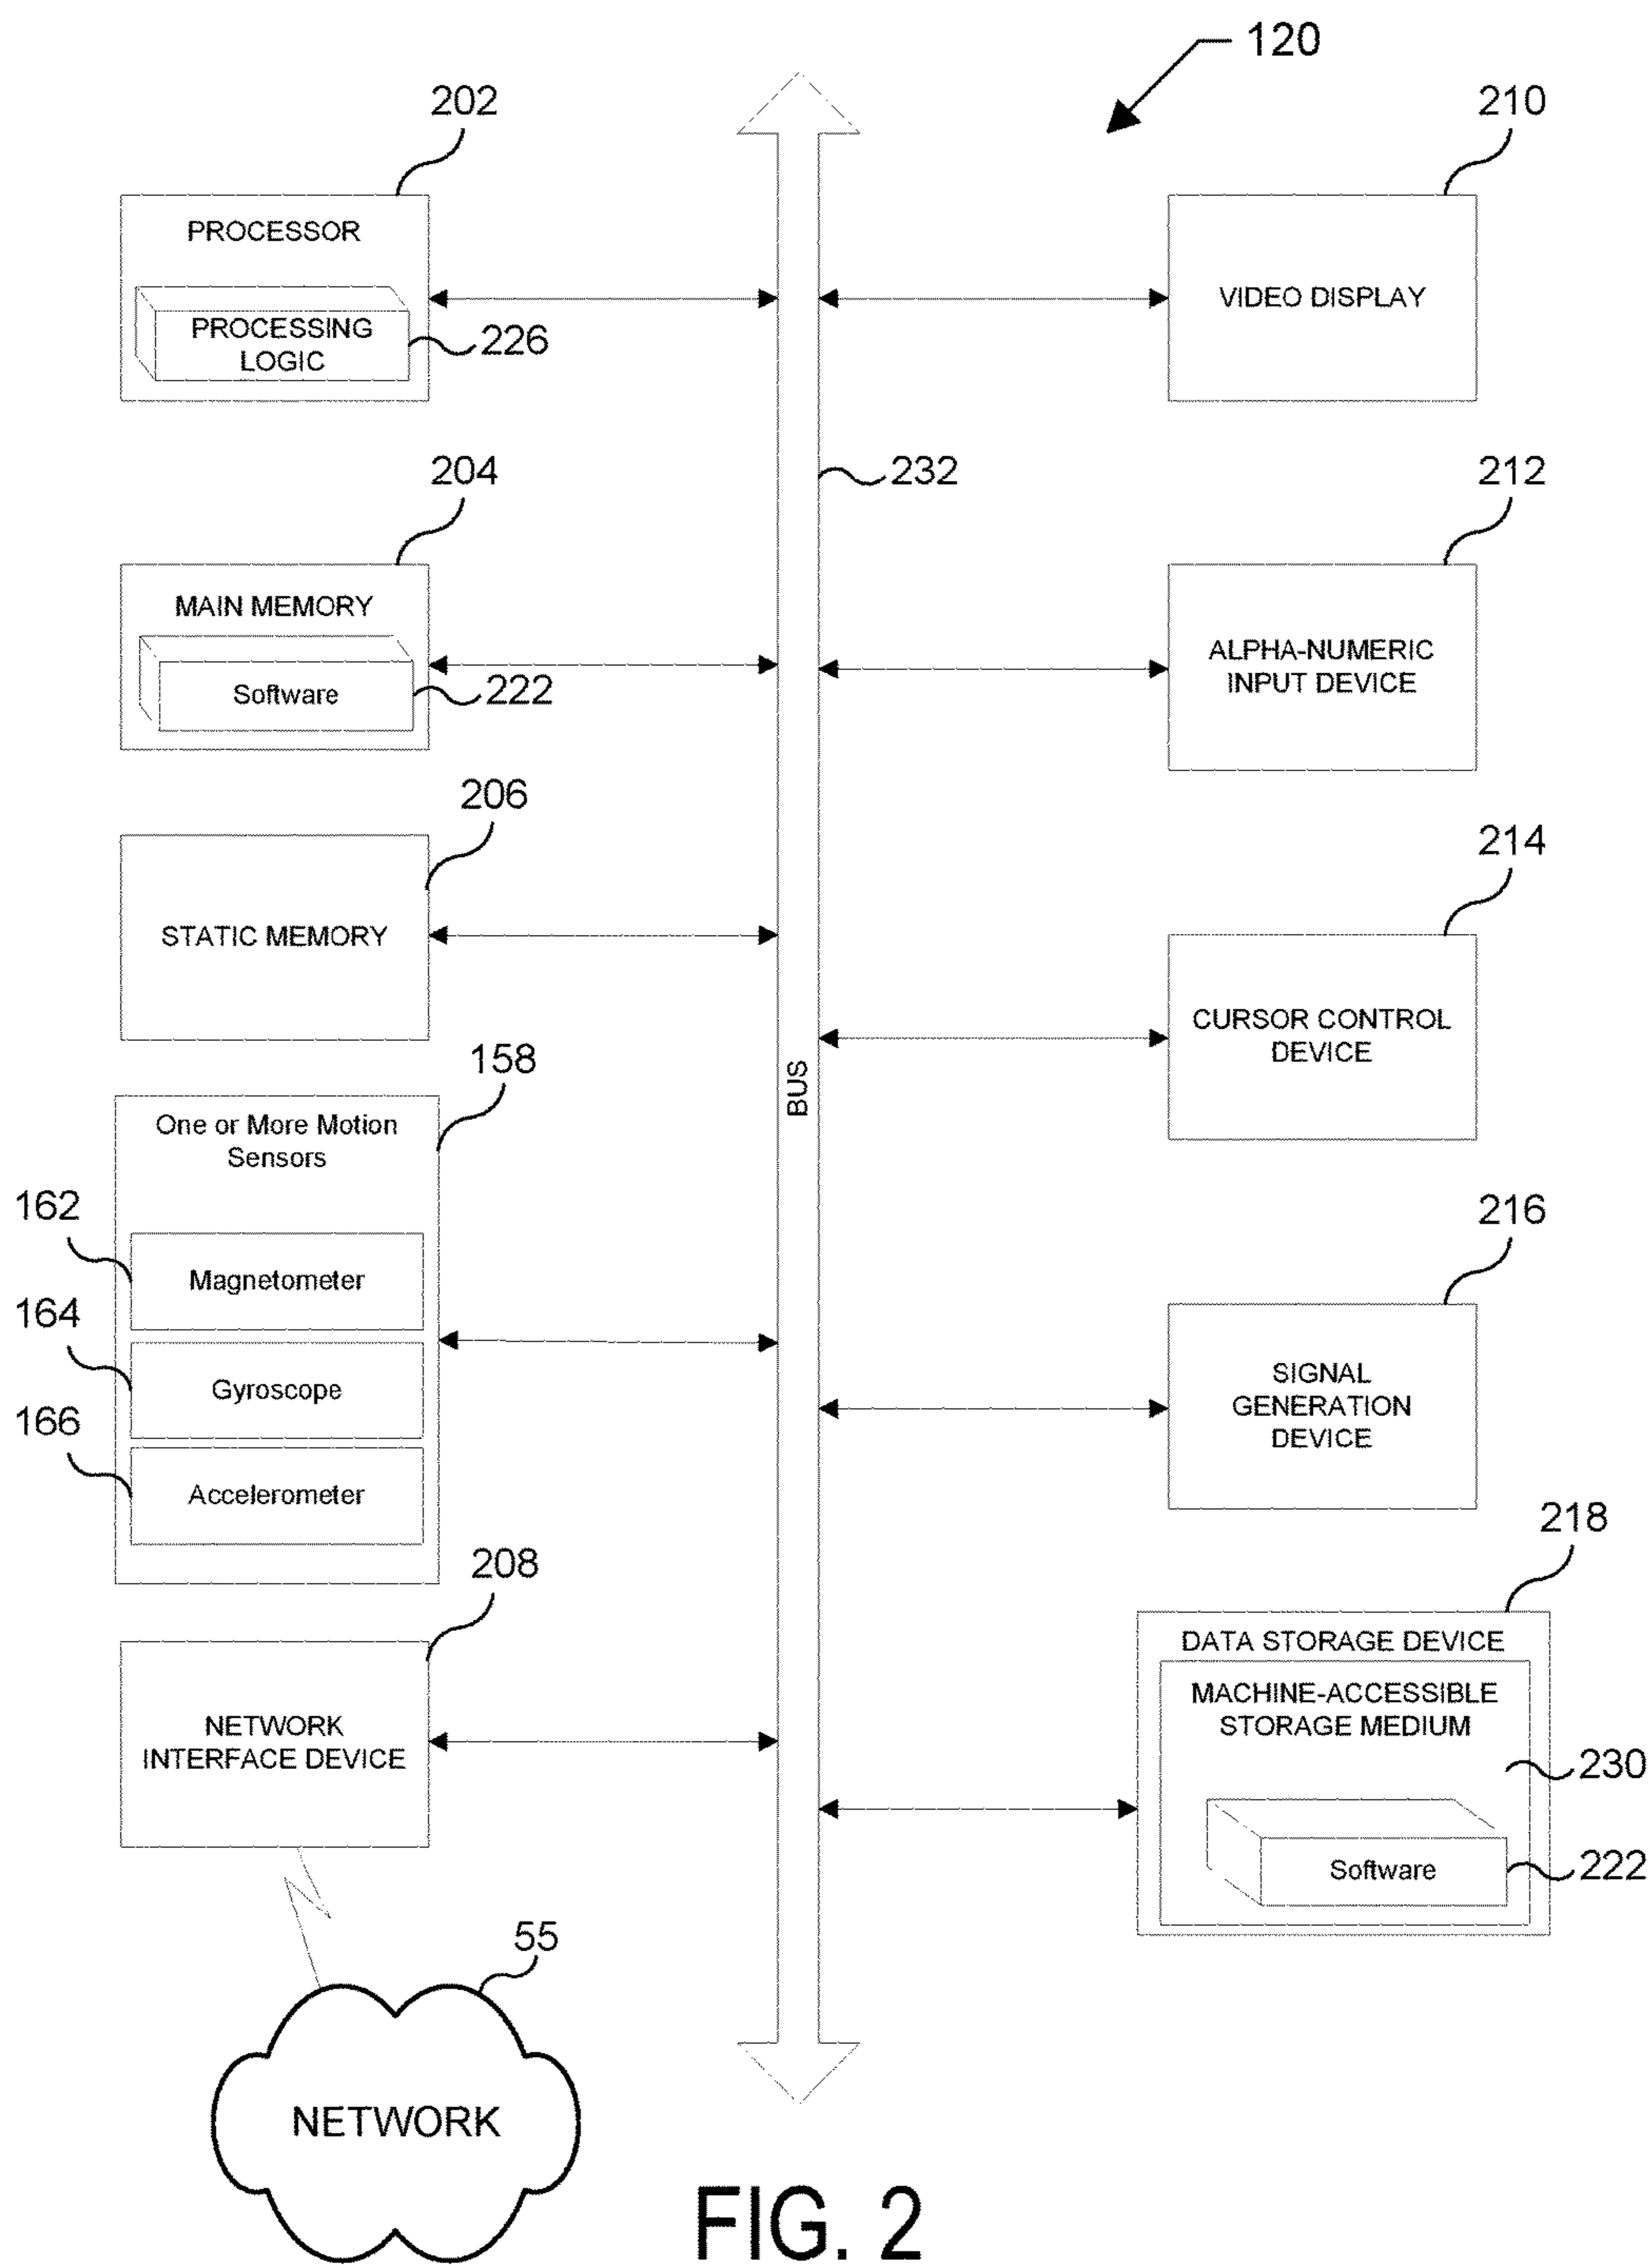 120
202
PROCESSOR
PROCESSING
LOGIC
226
210
VIDEO DISPLAY
232
204
MAIN MEMORY
Software
222
212
ALPHA-NUMERIC
INPUT DEVICE
206
STATIC MEMORY
214
CURSOR CONTROL
DEVICE
BUS
158
One or More Motion
Sensors
162
Magnetometer
164
Gyroscope
166
Accelerometer
216
SIGNAL
GENERATION
DEVICE
208
NETWORK
INTERFACE DEVICE
218
DATA STORAGE DEVICE
MACHINE-ACCESSIBLE
STORAGE MEDIUM
230
Software
222
55
NETWORK
FIG. 2